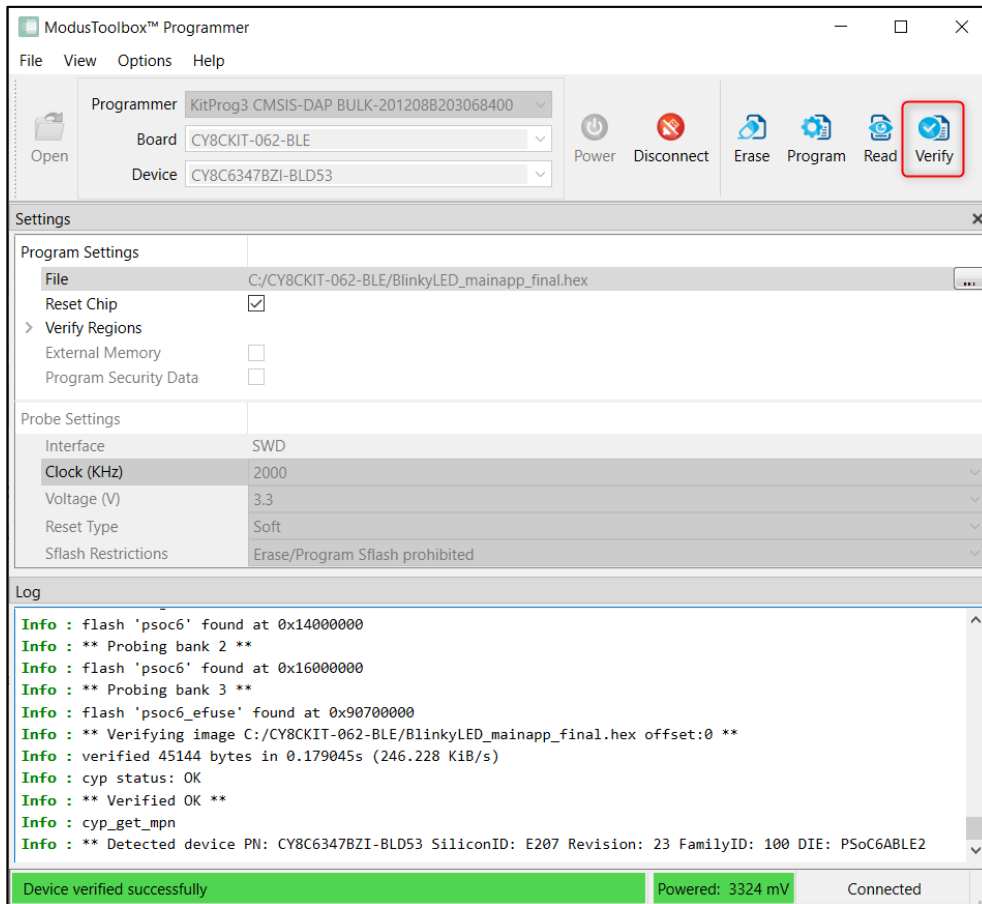 ModusToolbox™ Programmer
File View Options Help
Open
Programmer KitProg3 CMSIS-DAP BULK-201208B203068400
Board CY8CKIT-062-BLE
Device CY8C6347BZI-BLD53
Power Disconnect Erase Program Read Verify
Settings
Program Settings
File C:/CY8CKIT-062-BLE/BlinkyLED_mainapp_final.hex ...
Reset Chip
Verify Regions
External Memory
Program Security Data
Probe Settings
Interface SWD
Clock (KHz) 2000
Voltage (V) 3.3
Reset Type Soft
Sflash Restrictions Erase/Program Sflash prohibited
Log
Info : flash 'psoc6' found at 0x14000000
Info : ** Probing bank 2 **
Info : flash 'psoc6' found at 0x16000000
Info : ** Probing bank 3 **
Info : flash 'psoc6_efuse' found at 0x90700000
Info : ** Verifying image C:/CY8CKIT-062-BLE/BlinkyLED_mainapp_final.hex offset:0 **
Info : verified 45144 bytes in 0.179045s (246.228 KiB/s)
Info : cyp status: OK
Info : ** Verified OK **
Info : cyp_get_mpn
Info : ** Detected device PN: CY8C6347BZI-BLD53 SiliconID: E207 Revision: 23 FamilyID: 100 DIE: PSoC6ABLE2
Device verified successfully Powered: 3324 mV Connected